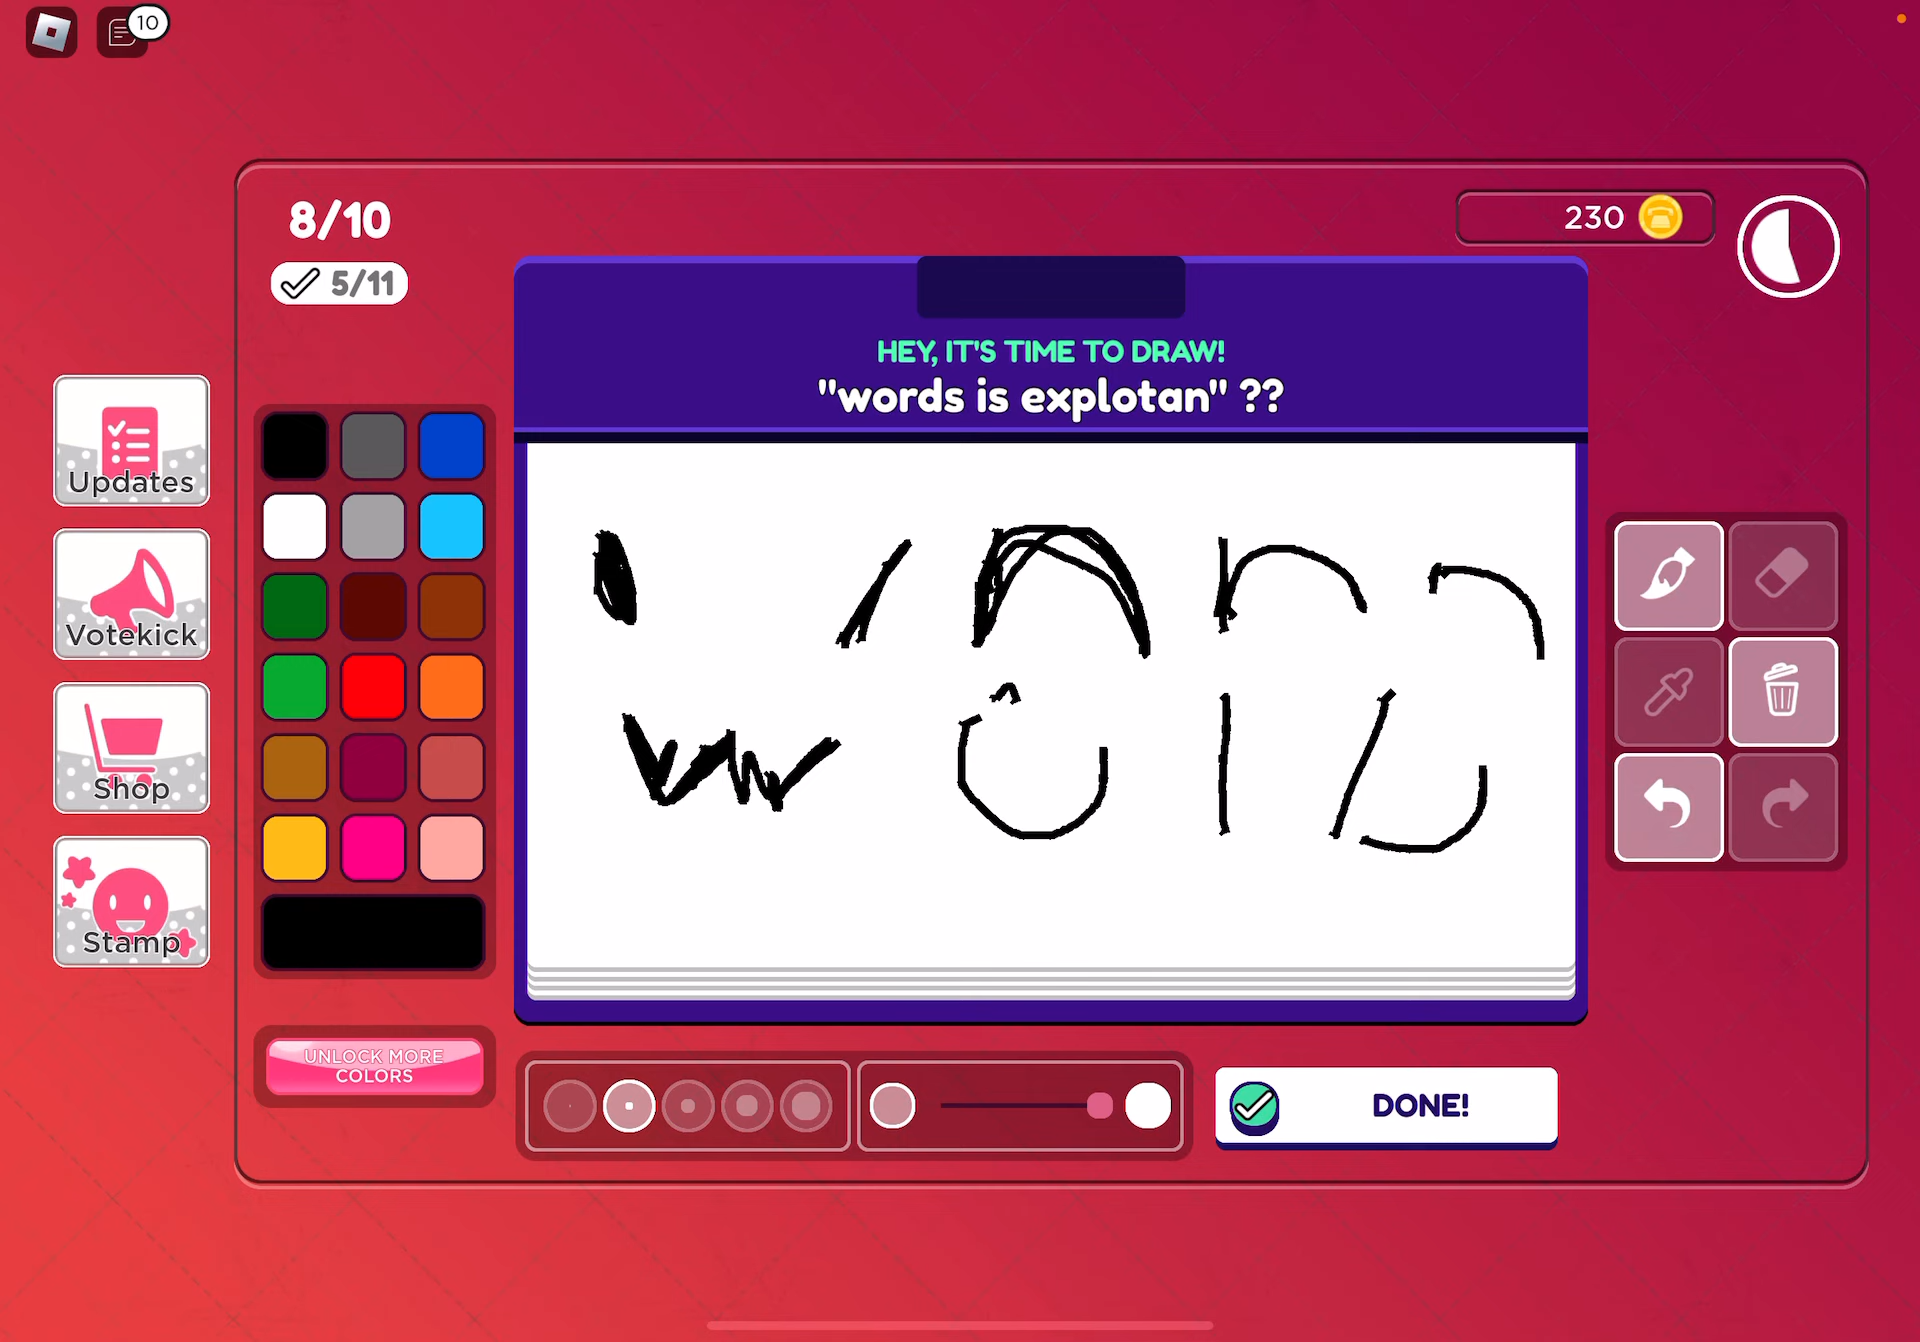 10
8/10
5/11
230
HEY, IT'S TIME TO DRAW!
"words is explotan" ??
Updates
Votekick
Shop
Stamp
UNLOCK MORE
COLORS
DONE!